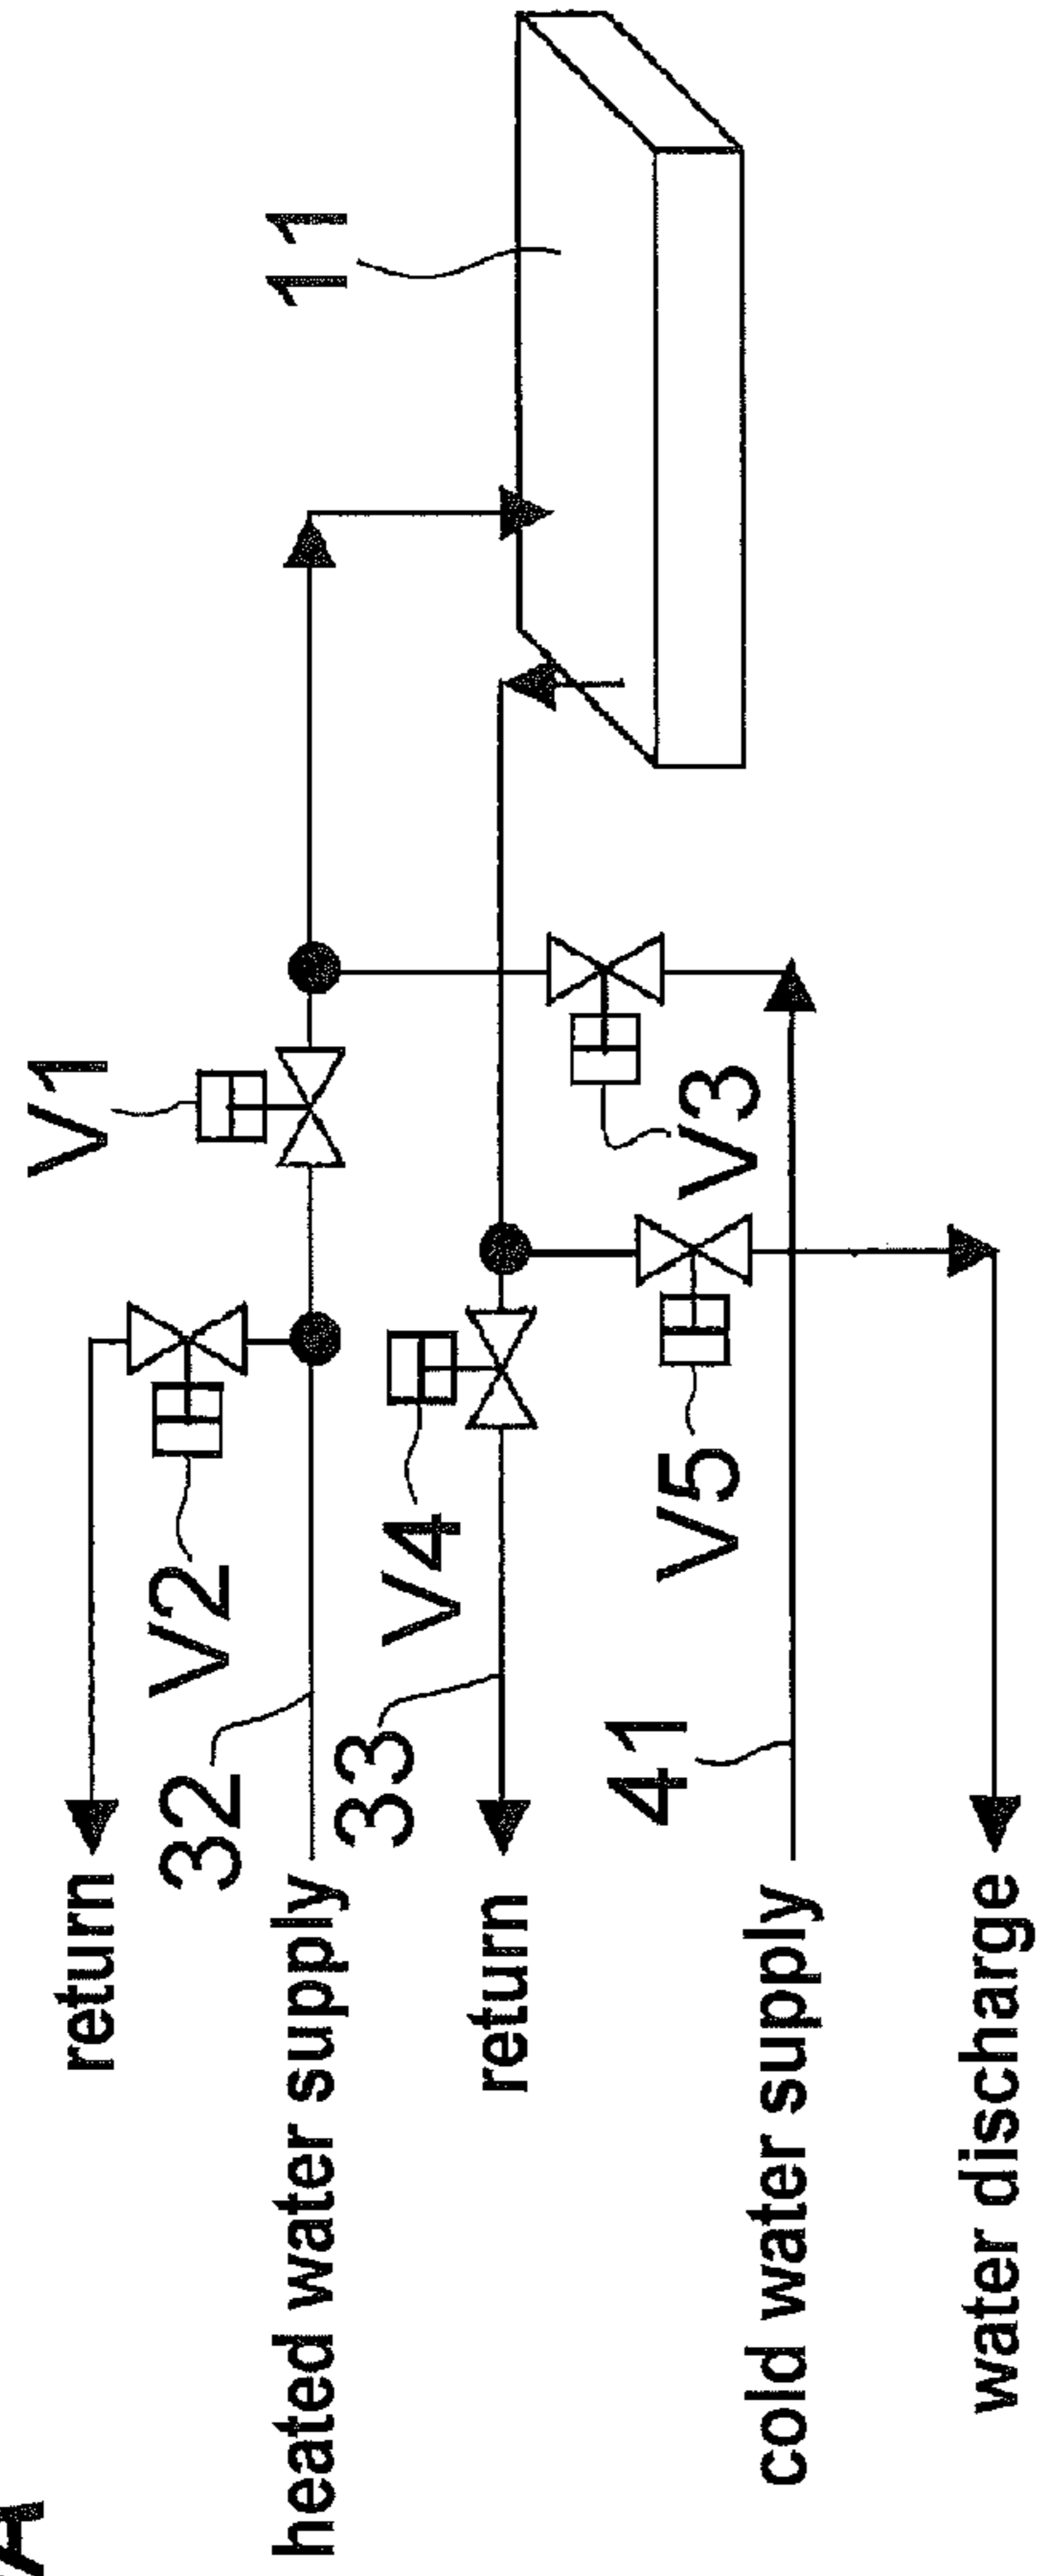 A
V1
return
V2
32
heated water supply
11
33
V4
return
41
V5
V3
cold water supply
water discharge